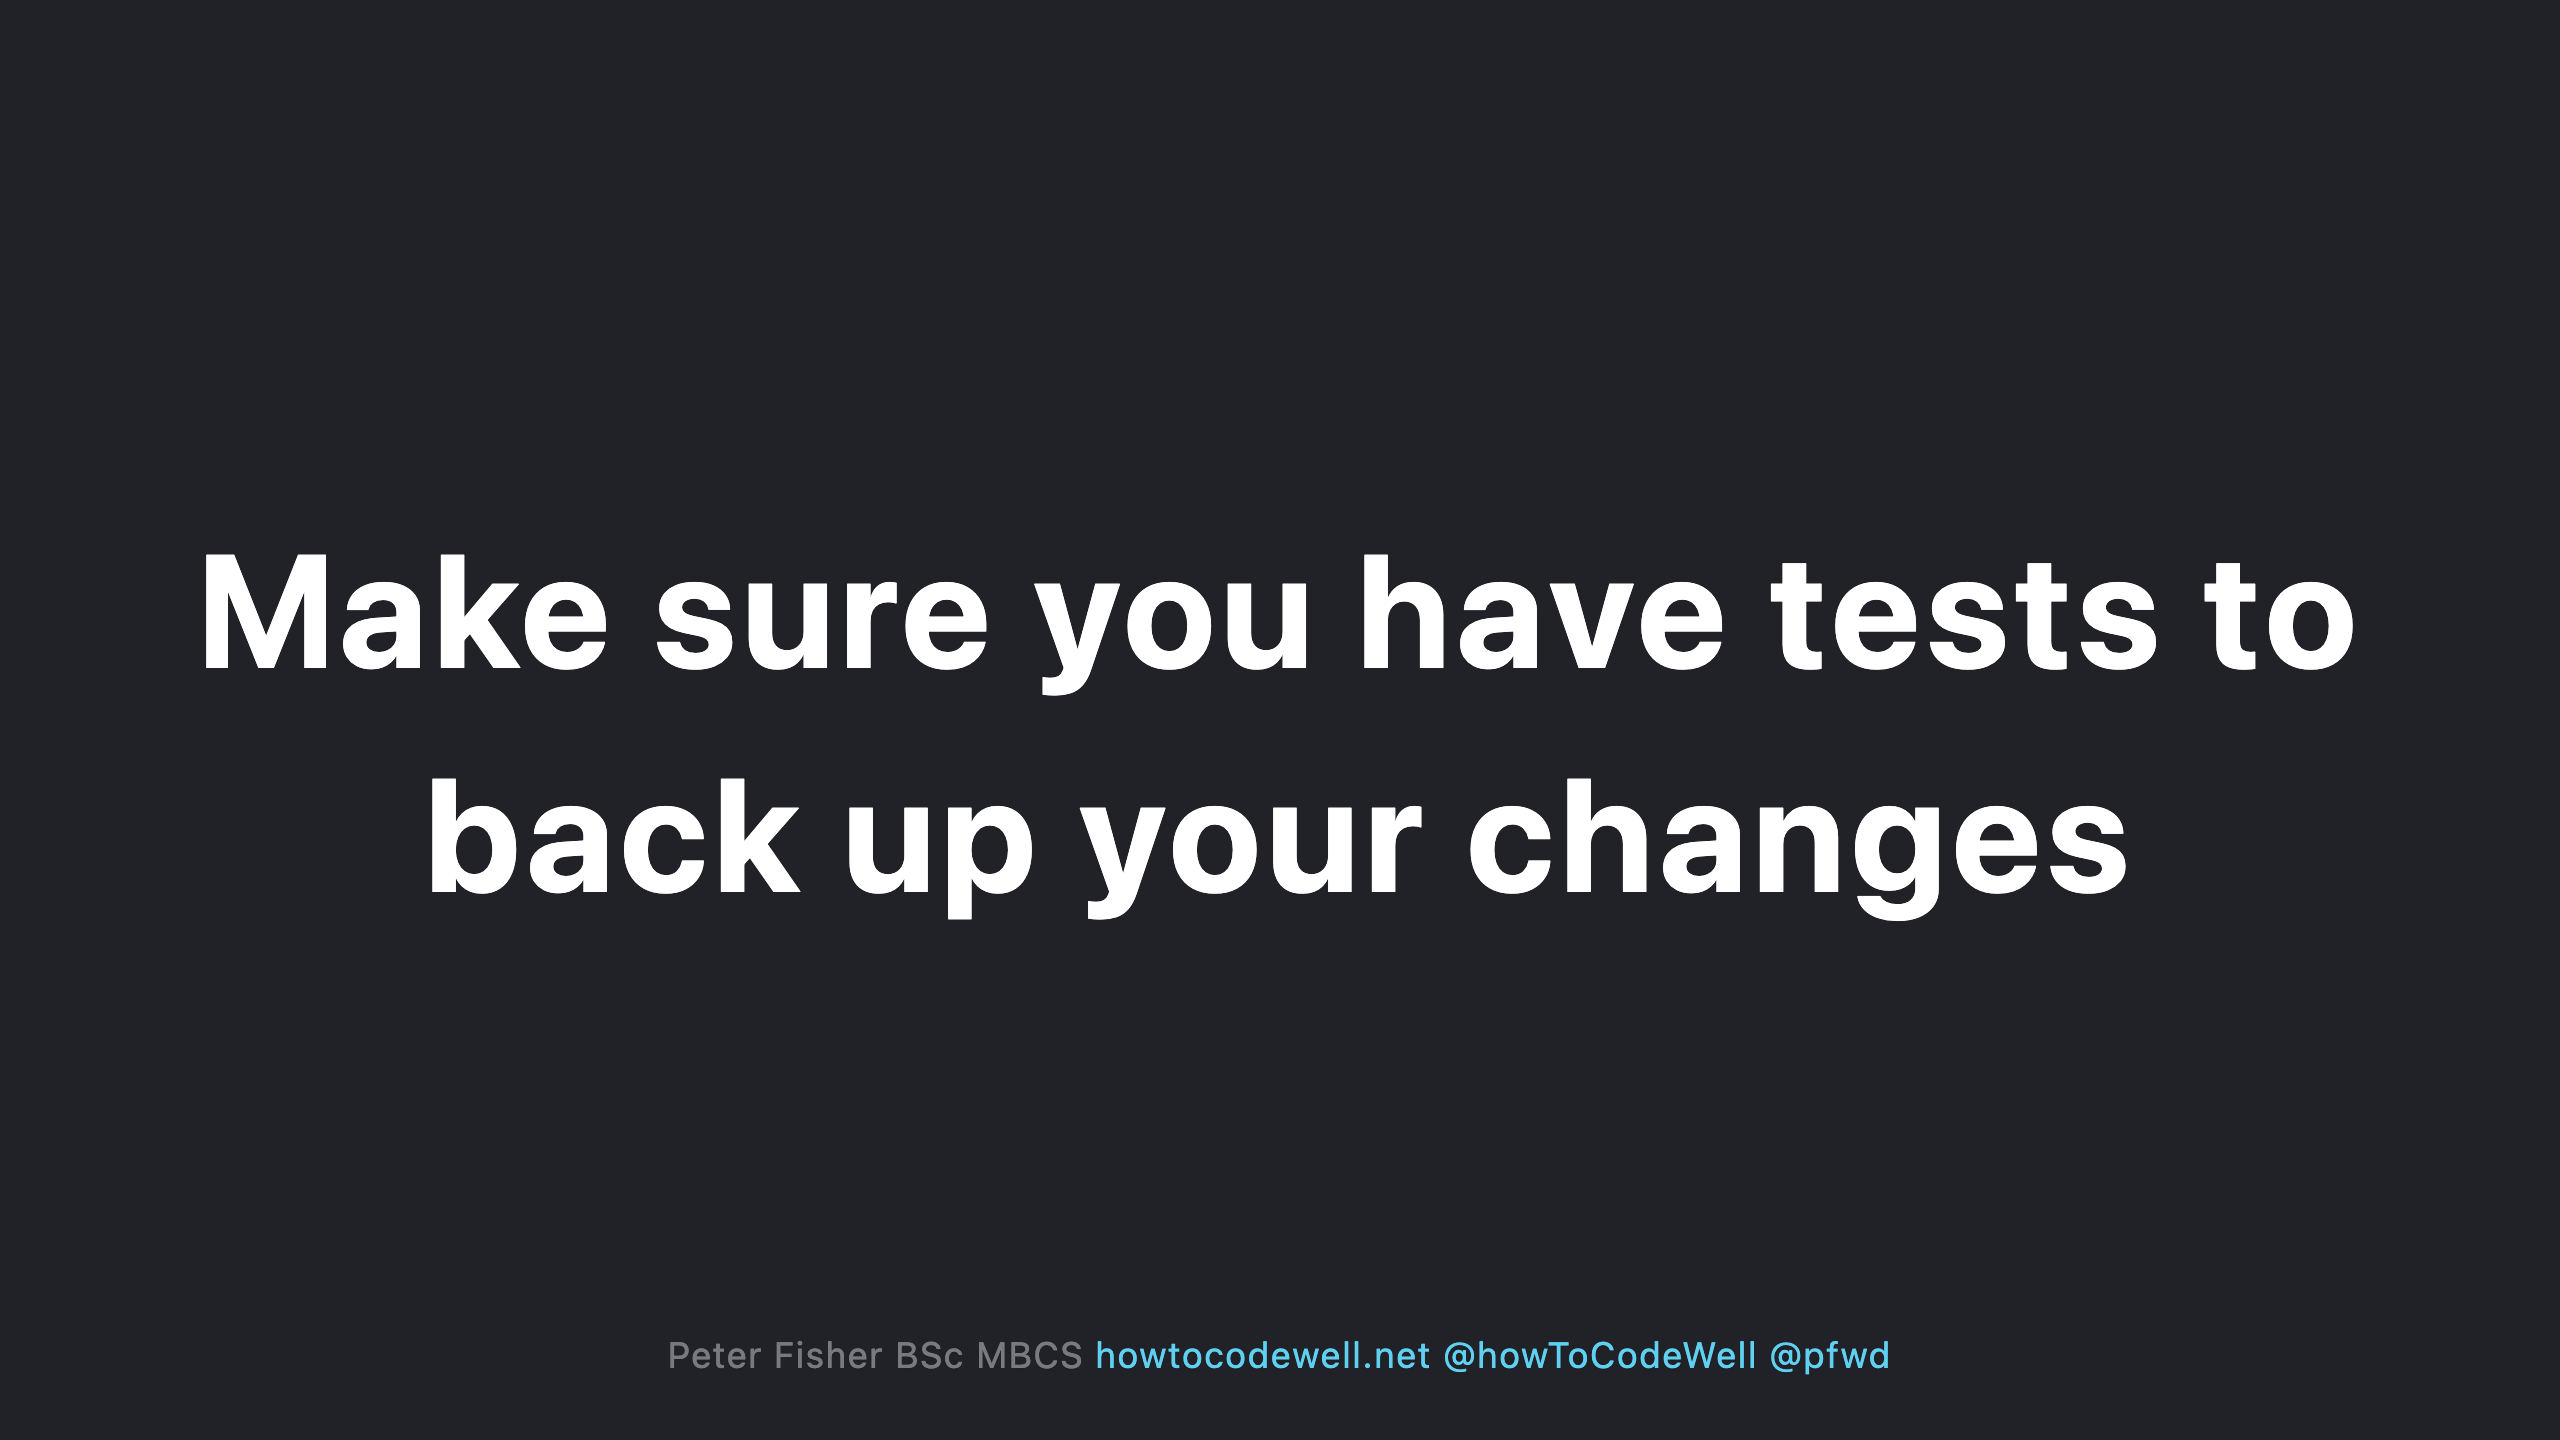 Make sure you have tests to
back up your changes
Peter Fisher BSc MBCS howtocodewell.net @howToCodeWell @pfwd